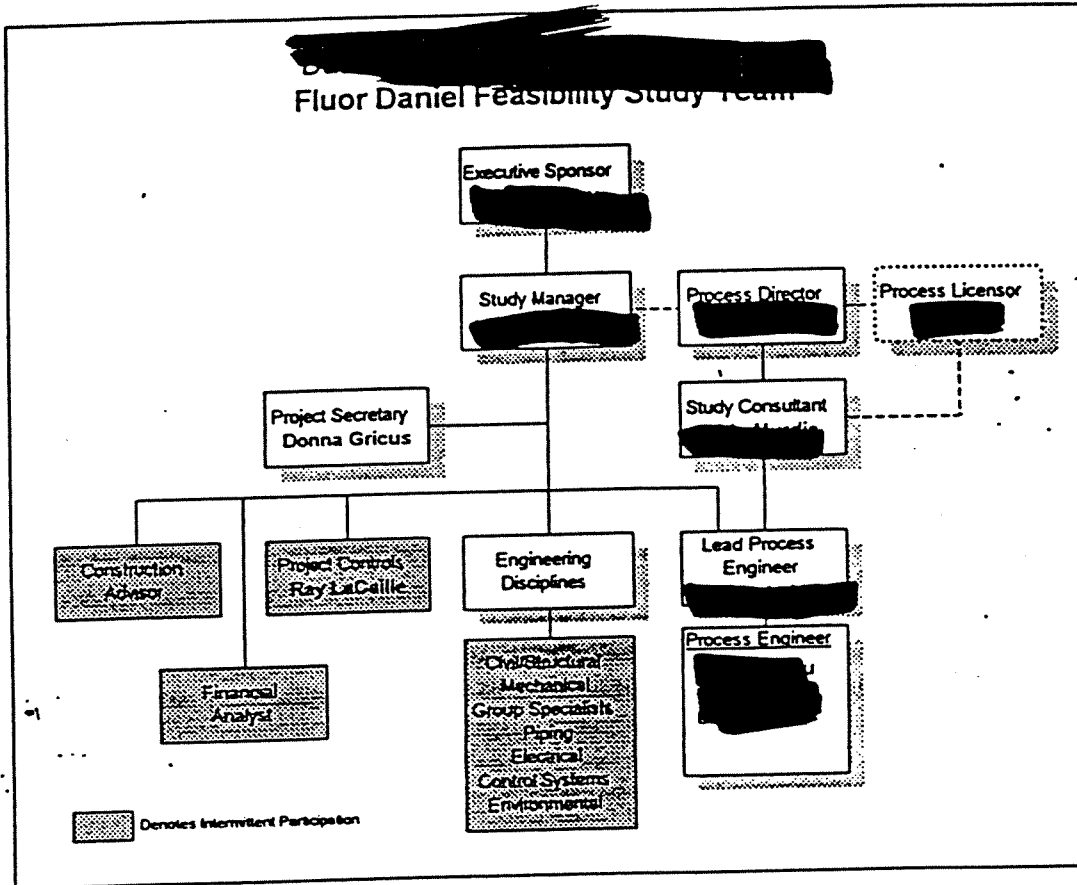 Fluor Daniel Feasibility Study Team
Executive Sponsor
Study Manager
Process Director
Process Licensor
Project Secretary
Donna Gricus
Study Consultant
Construction
Advisor
Project Controls
Ray LaCaille
Engineering
Disciplines
Lead Process
Engineer
Financial
Analyst
Civil/Structural
Mechanical
Group Specialists
Piping
Electrical
Control Systems
Environmental
Process Engineer
Denotes Intermittent Participation